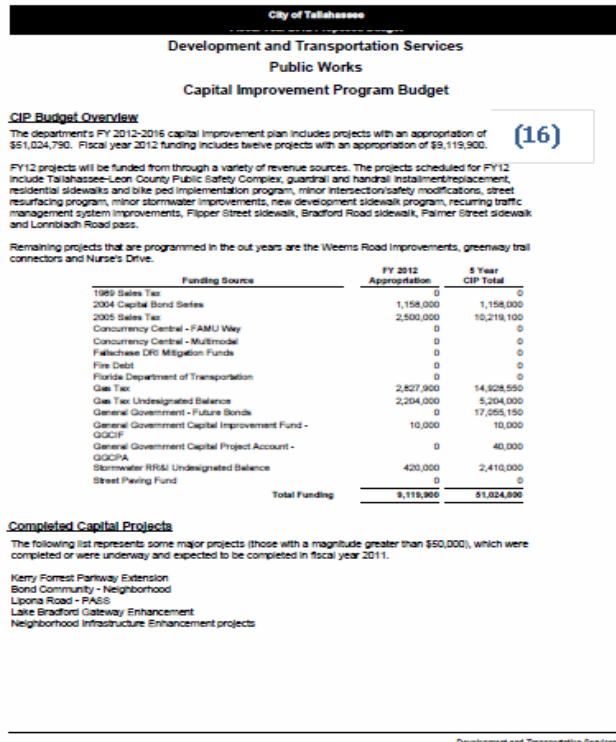 City of Tallahassee
Fiscal Year 2012 Proposed Budget
Development and Transportation Services
Public Works
Capital Improvement Program Budget
CIP Budget Overview
The department's FY 2012-2016 capital improvement plan includes projects with an appropriation of
$51,024,790. Fiscal year 2012 funding includes twelve projects with an appropriation of $9,119,900.
(16)
FY12 projects will be funded from through a variety of revenue sources. The projects scheduled for FY12
include Tallahassee-Leon County Public Safety Complex, guardrail and handrail installment/replacement,
residential sidewalks and bike ped implementation program, minor intersection/safety modifications, street
resurfacing program, minor stormwater improvements, new development sidewalk program, recurring traffic
management system improvements, Flipper Street sidewalk, Bradford Road sidewalk, Palmer Street sidewalk
and Lonnbladh Road pass.
Remaining projects that are programmed in the out years are the Weems Road improvements, greenway trail
connectors and Nurse's Drive.
Funding Source FY 2012 Appropriation 5 Year CIP Total
1989 Sales Tax 0 0
2004 Capital Bond Series 1,158,000 1,158,000
2005 Sales Tax 2,500,000 10,219,100
Concurrency Central - FAMU Way 0 0
Concurrency Central - Multimodal 0 0
Fallschase DRI Mitigation Funds 0 0
Fire Debt 0 0
Florida Department of Transportation 0 0
Gas Tax 2,827,900 14,928,550
Gas Tax Undesignated Balance 2,204,000 5,204,000
General Government - Future Bonds 0 17,055,150
General Government Capital Improvement Fund - 10,000 10,000
GGCIF
General Government Capital Project Account - 0 40,000
GGCPA
Stormwater RR&I Undesignated Balance 420,000 2,410,000
Street Paving Fund 0 0
Total Funding 9,119,900 51,024,800
Completed Capital Projects
The following list represents some major projects (those with a magnitude greater than $50,000), which were
completed or were underway and expected to be completed in fiscal year 2011.
Kerry Forrest Parkway Extension
Bond Community - Neighborhood
Lipona Road - PASS
Lake Bradford Gateway Enhancement
Neighborhood Infrastructure Enhancement projects
Development and Transportation Services